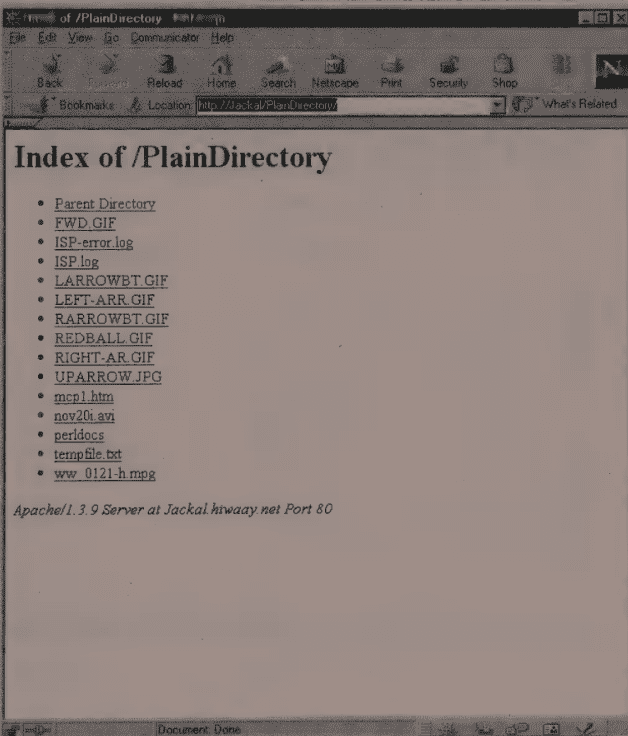 of /PlainDirectory
File Edit View Go Communicator Help
Back Reload Home Search Netscape Print Security Shop
Bookmarks Location: http://Jackal/PlainDirectory/ What's Related
Index of /PlainDirectory
Parent Directory
FWD.GIF
ISP-error.log
ISP.log
LARROWBT.GIF
LEFT-ARR.GIF
RARROWBT.GIF
REDBALL.GIF
RIGHT-AR.GIF
UPARROW.JPG
mcp1.htm
nov20i.avi
perldocs
tempfile.txt
ww_0121-h.mpg
Apache/1.3.9 Server at Jackal.hiwaay.net Port 80
Document: Done